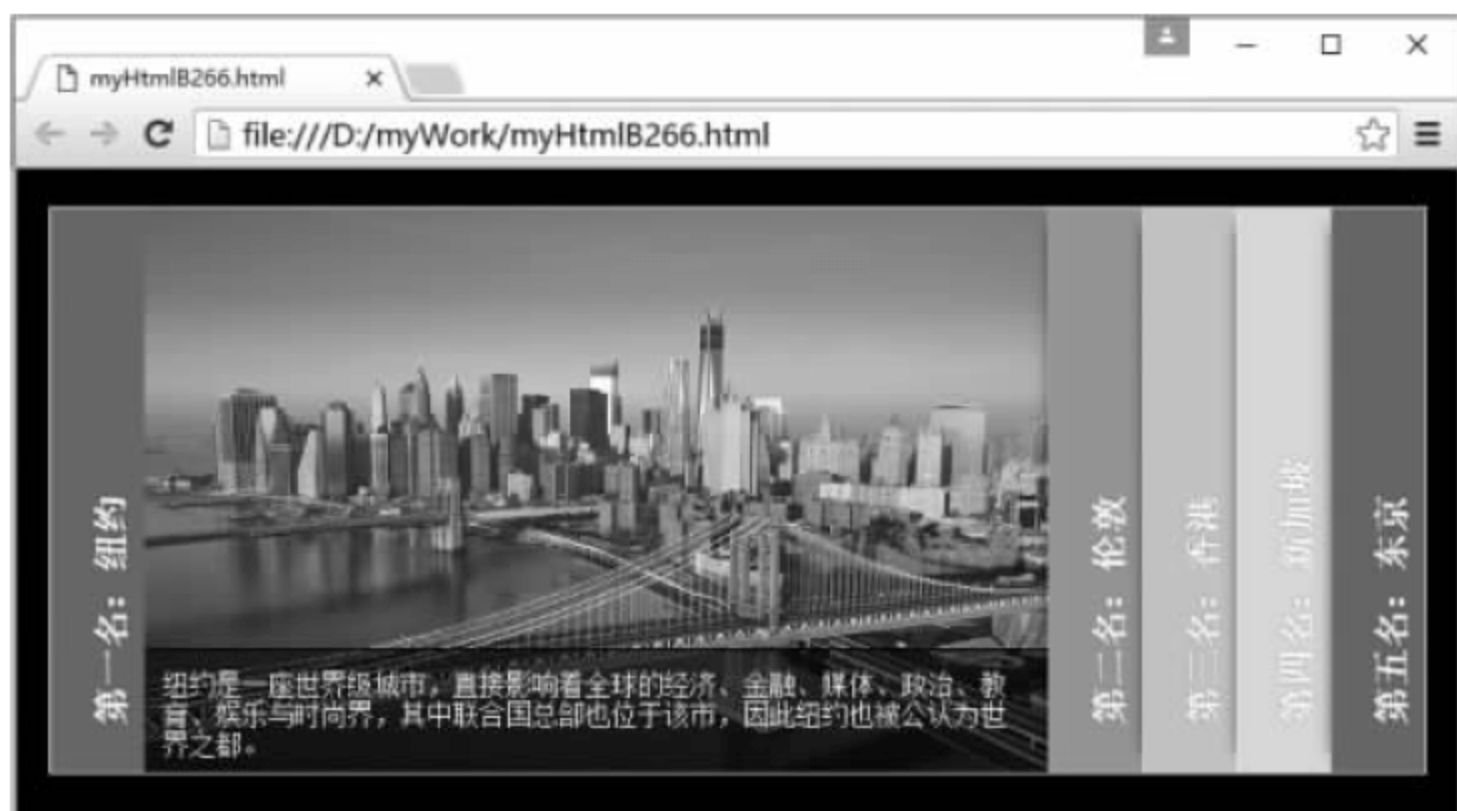 myHtmlB266.html
file:///D:/myWork/myHtmlB266.html
第一名：纽约
纽约是一座世界级城市，直接影响着全球的经济、金融、媒体、政治、教
育、娱乐与时尚界，其中联合国总部也位于该市，因此纽约也被公认为世
界之都。
第二名：伦敦
第三名：香港
第四名：新加坡
第五名：东京